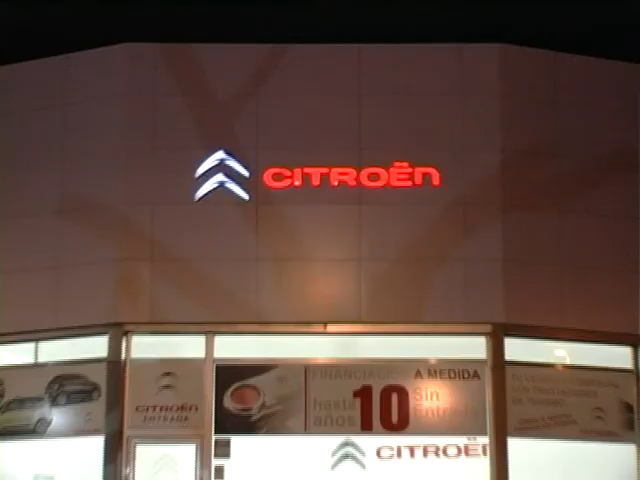 CITROËN
CITROËN
ENTRADA
FINANCIACIÓN A MEDIDA
hasta 10 años
Sin Entrada
CITROËN